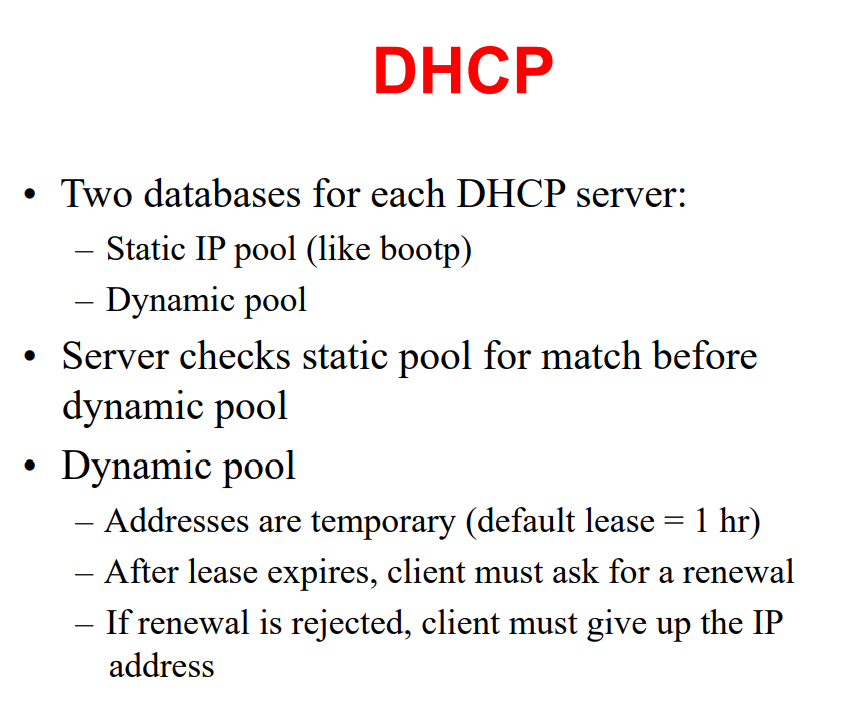 DHCP
• Two databases for each DHCP server:
– Static IP pool (like bootp)
– Dynamic pool
• Server checks static pool for match before
dynamic pool
• Dynamic pool
– Addresses are temporary (default lease = 1 hr)
– After lease expires, client must ask for a renewal
– If renewal is rejected, client must give up the IP
address